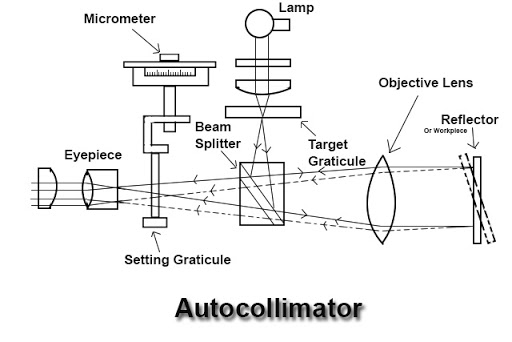 Lamp
Micrometer
Objective Lens
Reflector
Or Workpiece
Beam
Splitter
Target
Graticule
Eyepiece
Setting Graticule
Autocollimator